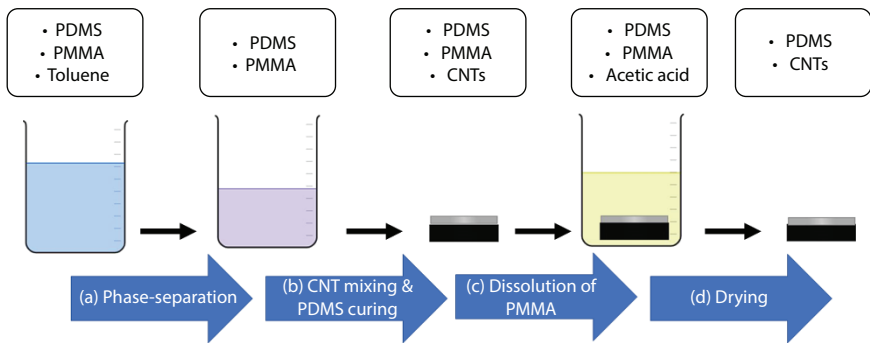 • PDMS
• PMMA
• Toluene
• PDMS
• PMMA
• PDMS
• PMMA
• CNTs
• PDMS
• PMMA
• Acetic acid
• PDMS
• CNTs
(a) Phase-separation
(b) CNT mixing &
PDMS curing
(c) Dissolution of
PMMA
(d) Drying